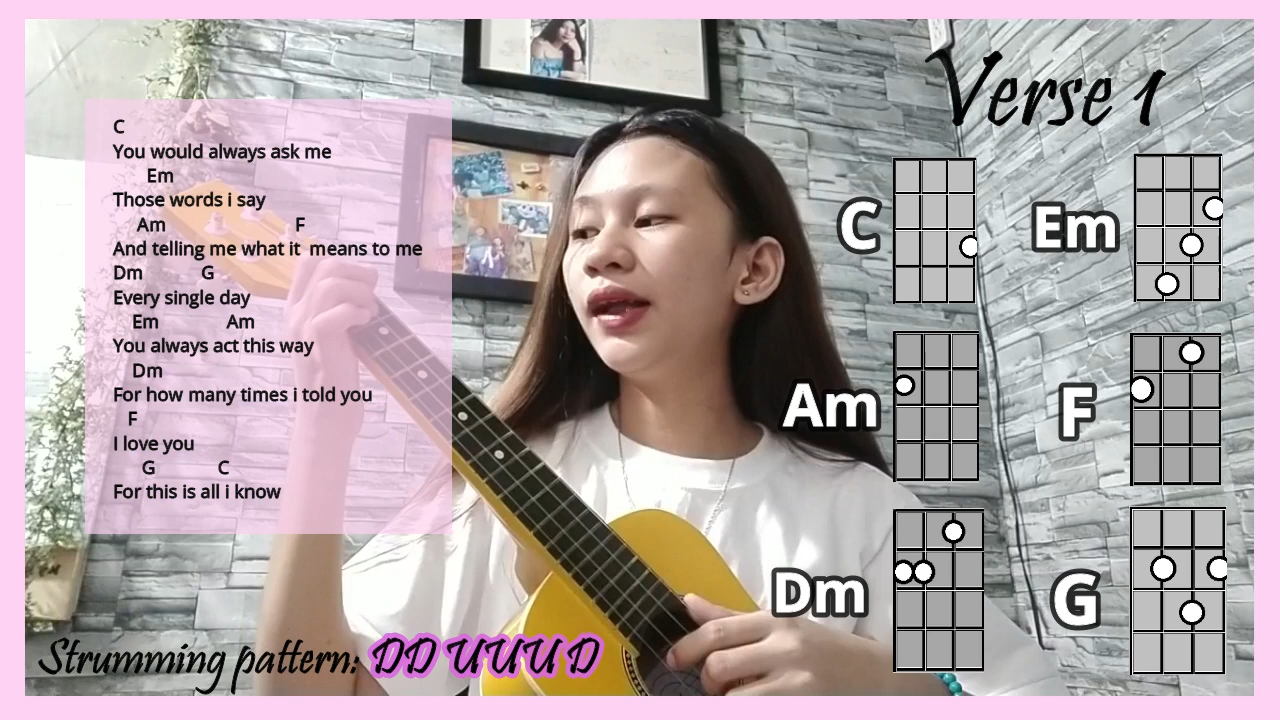 C
You would always ask me
Em
Those words i say
Am F
And telling me what it means to me
Dm G
Every single day
Em Am
You always act this way
Dm
For how many times i told you
F
I love you
G C
For this is all i know
Strumming pattern: DD UUU D
Verse 1
C Em
Am F
Dm G